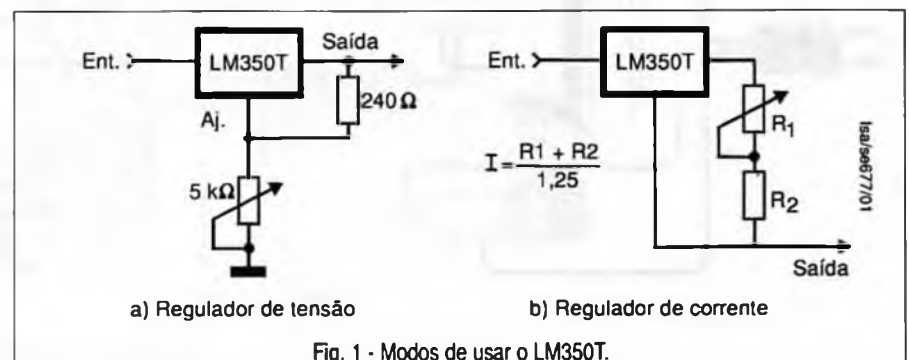 Ent.
LM350T
Saída
240 Ω
Aj.
5 kΩ
a) Regulador de tensão
Ent.
LM350T
R1
I = R1 + R2 / 1,25
R2
Saída
b) Regulador de corrente
Isa/se677/01
Fig. 1 - Modos de usar o LM350T.